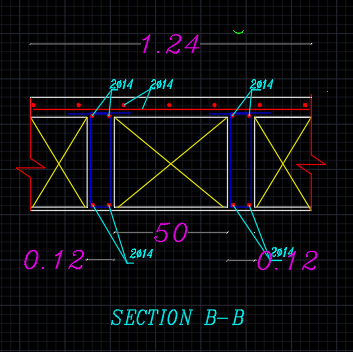 1.24
2Ø14 2Ø14 2Ø14
50
2Ø14 2Ø14
0.12 0.12
SECTION B-B